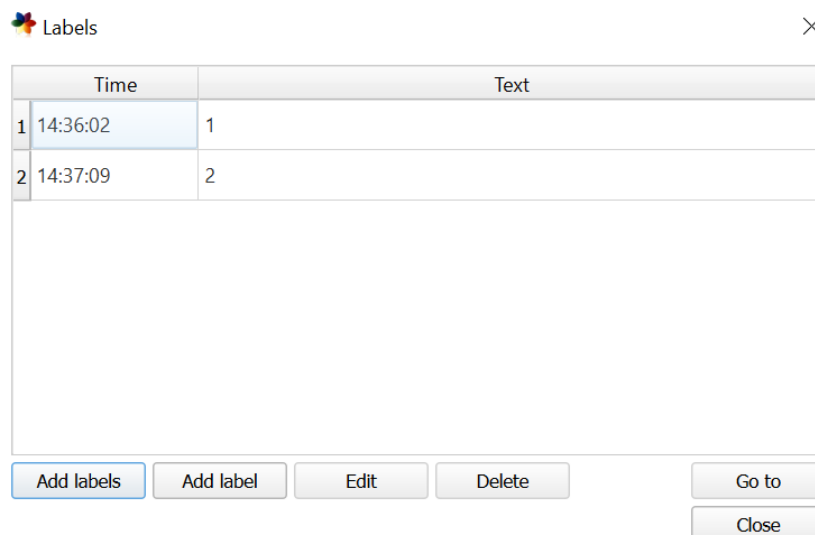 Labels
Time Text
1 14:36:02 1
2 14:37:09 2
Add labels Add label Edit Delete Go to
Close